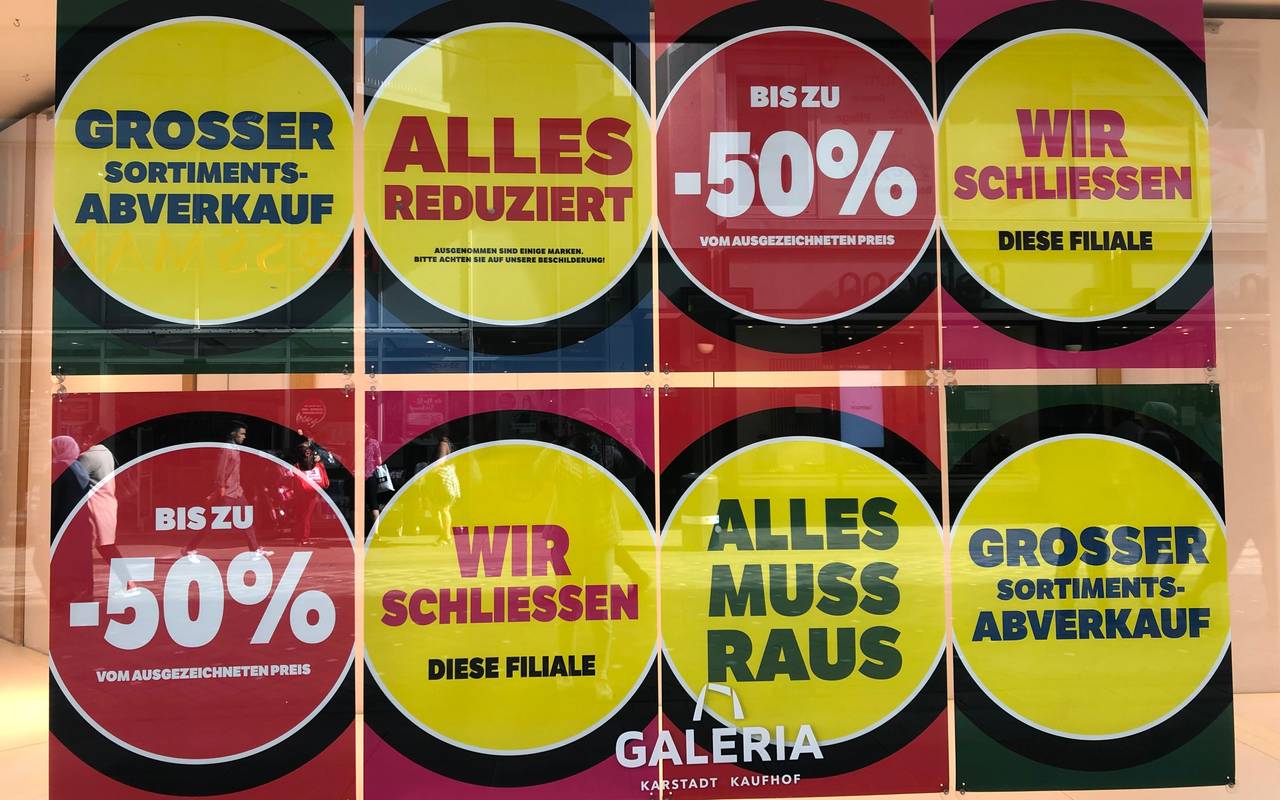 GROSSER
SORTIMENTS-
ABVERKAUF
ALLES
REDUZIERT
AUSGENOMMEN SIND EINIGE MARKEN.
BITTE ACHTEN SIE AUF UNSERE BESCHILDERUNG!
BIS ZU
-50%
VOM AUSGEZEICHNETEN PREIS
WIR
SCHLIESSEN
DIESE FILIALE
BIS ZU
-50%
VOM AUSGEZEICHNETEN PREIS
WIR
SCHLIESSEN
DIESE FILIALE
ALLES
MUSS
RAUS
GROSSER
SORTIMENTS-
ABVERKAUF
GALERIA
KARSTADT KAUFHOF